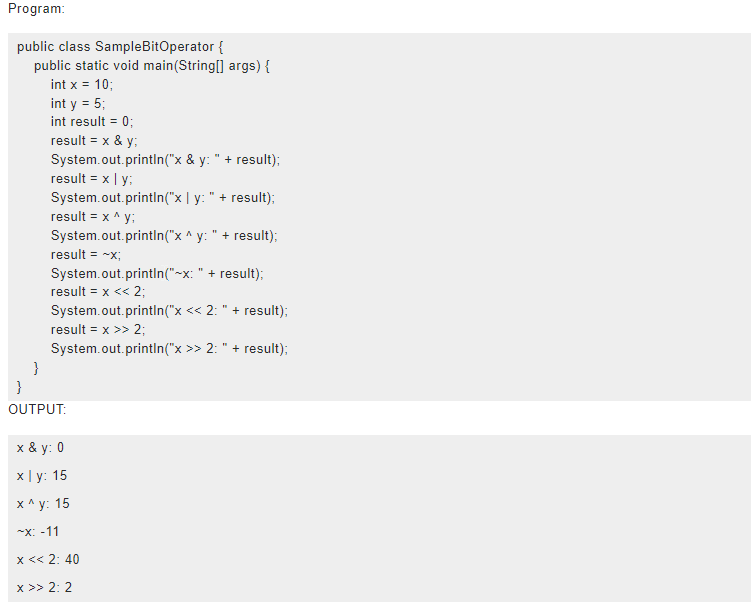 Program:
public class SampleBitOperator {
public static void main(String[] args) {
int x = 10;
int y = 5;
int result = 0;
result = x & y;
System.out.println("x & y: " + result);
result = x | y;
System.out.println("x | y: " + result);
result = x ^ y;
System.out.println("x ^ y: " + result);
result = ~x;
System.out.println("~x: " + result);
result = x << 2;
System.out.println("x << 2: " + result);
result = x >> 2;
System.out.println("x >> 2: " + result);
}
}
OUTPUT:
x & y: 0
x | y: 15
x ^ y: 15
~x: -11
x << 2: 40
x >> 2: 2